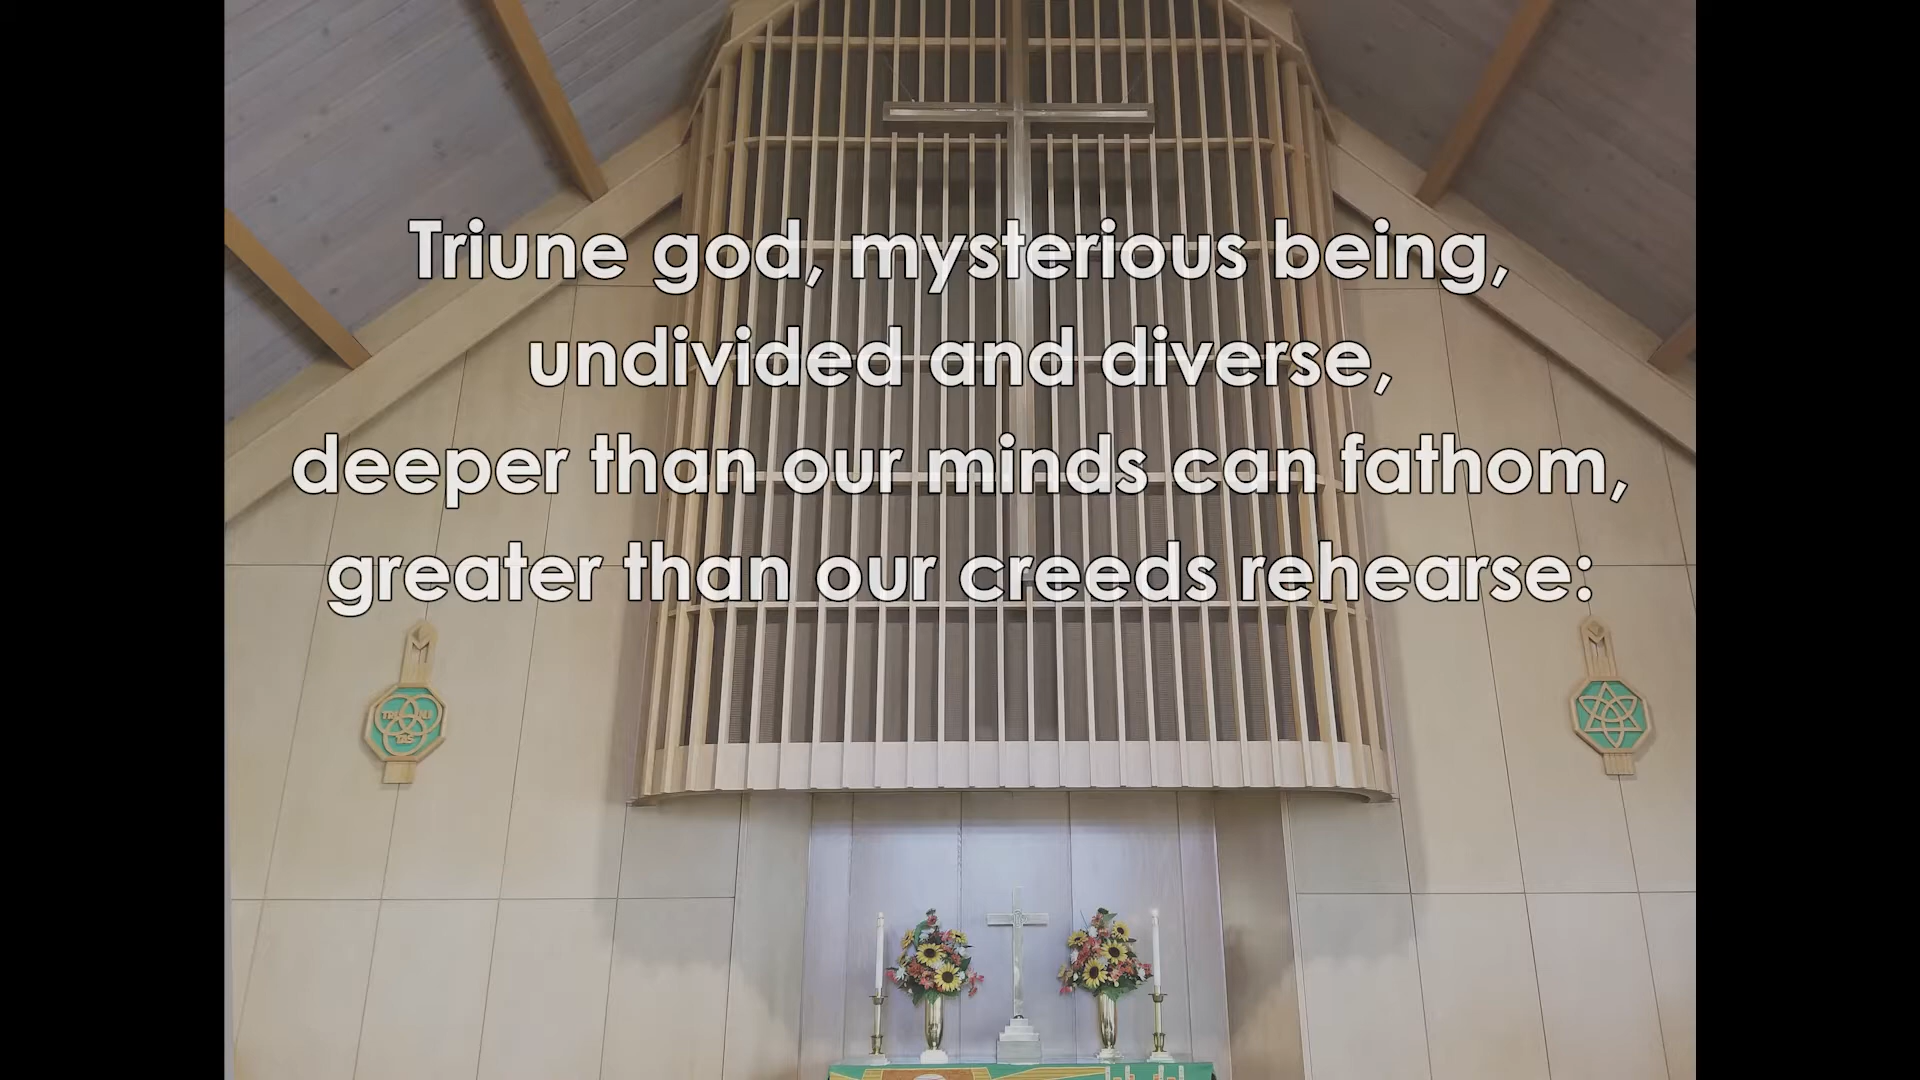 Triune god, mysterious being,
undivided and diverse,
deeper than our minds can fathom,
greater than our creeds rehearse: